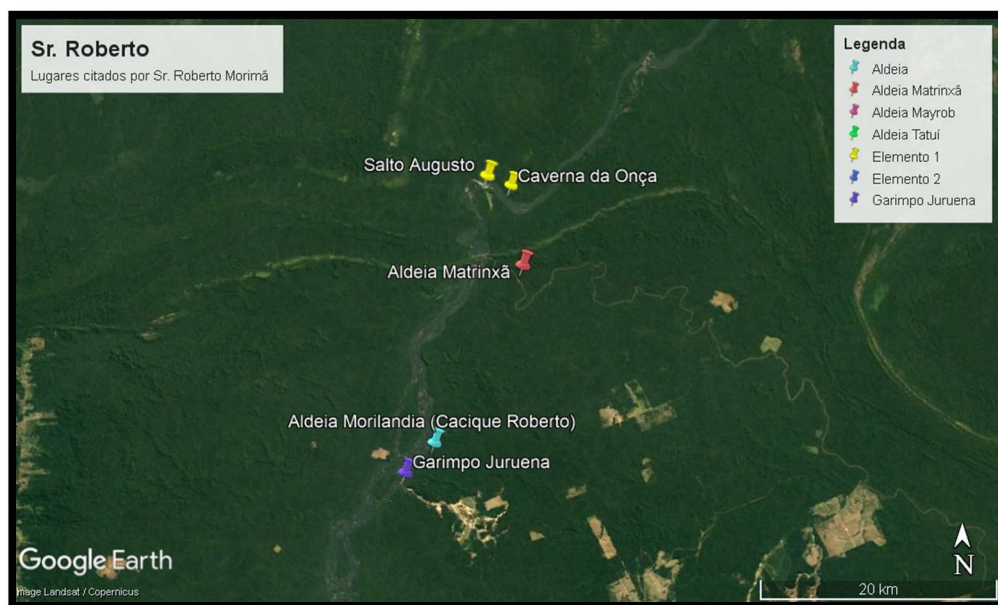 Sr. Roberto
Lugares citados por Sr. Roberto Morimã
Legenda
Aldeia
Aldeia Matrinxã
Aldeia Mayrob
Aldeia Tatuí
Elemento 1
Elemento 2
Garimpo Juruena
Salto Augusto
Caverna da Onça
Aldeia Matrinxã
Aldeia Morilandia (Cacique Roberto)
Garimpo Juruena
Google Earth
N
mage Landsat / Copernicus
20 km